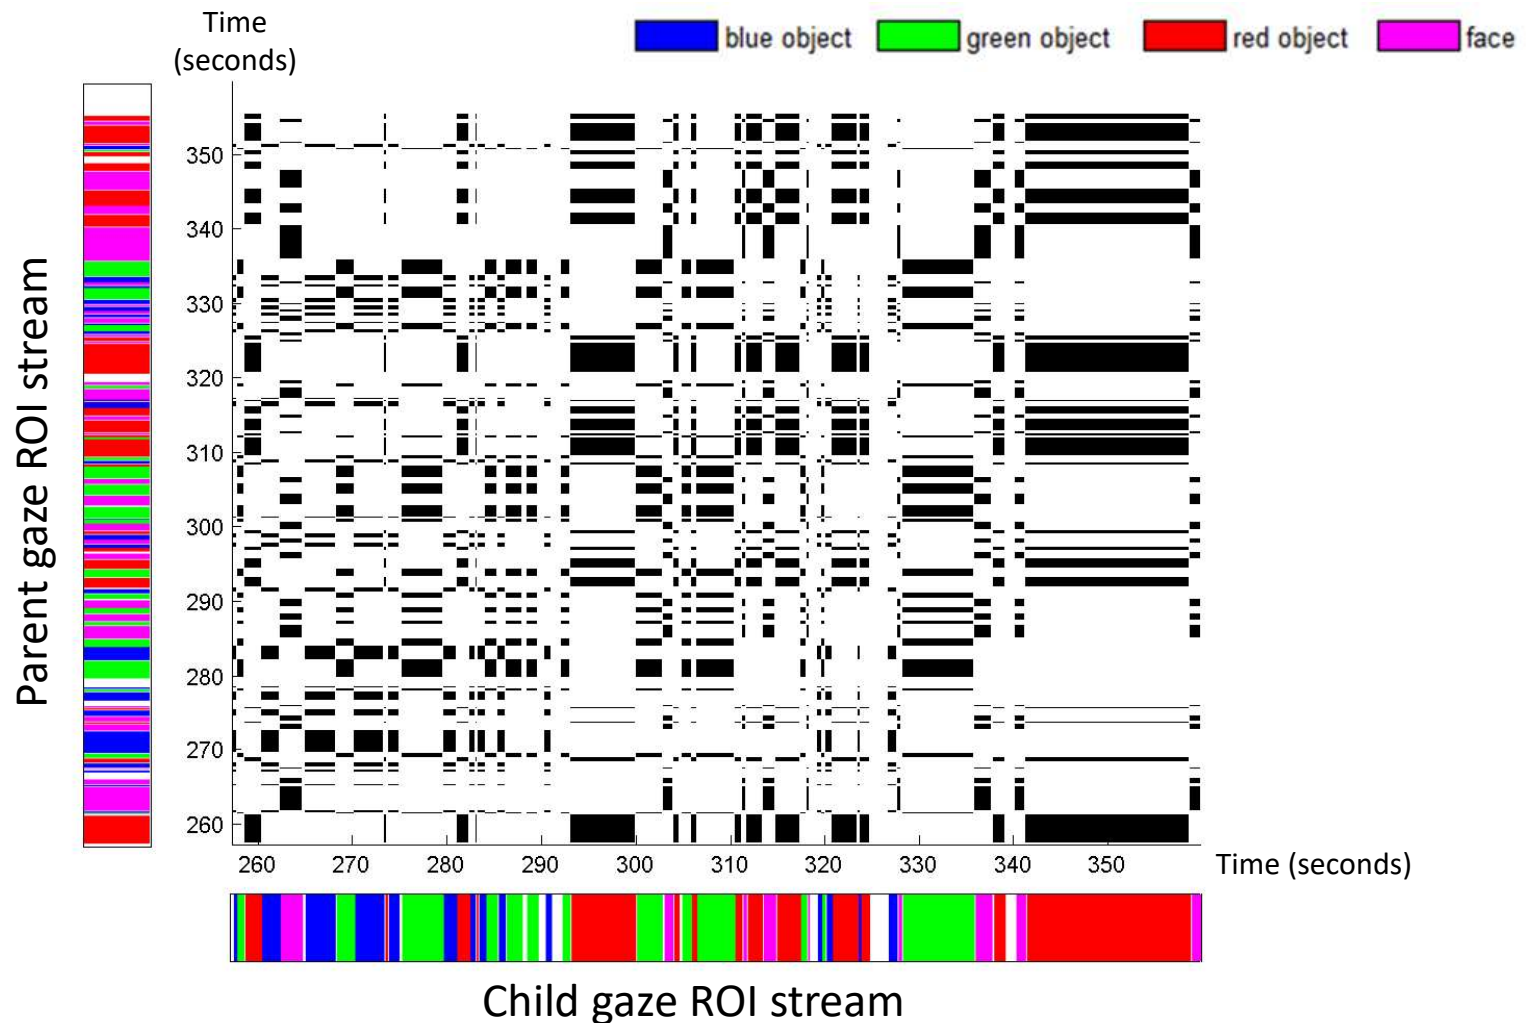 Time
(seconds)
blue object
green object
red object
face
Parent gaze ROI stream
350
340
330
320
310
300
290
280
270
260
260 270 280 290 300 310 320 330 340 350
Time (seconds)
Child gaze ROI stream